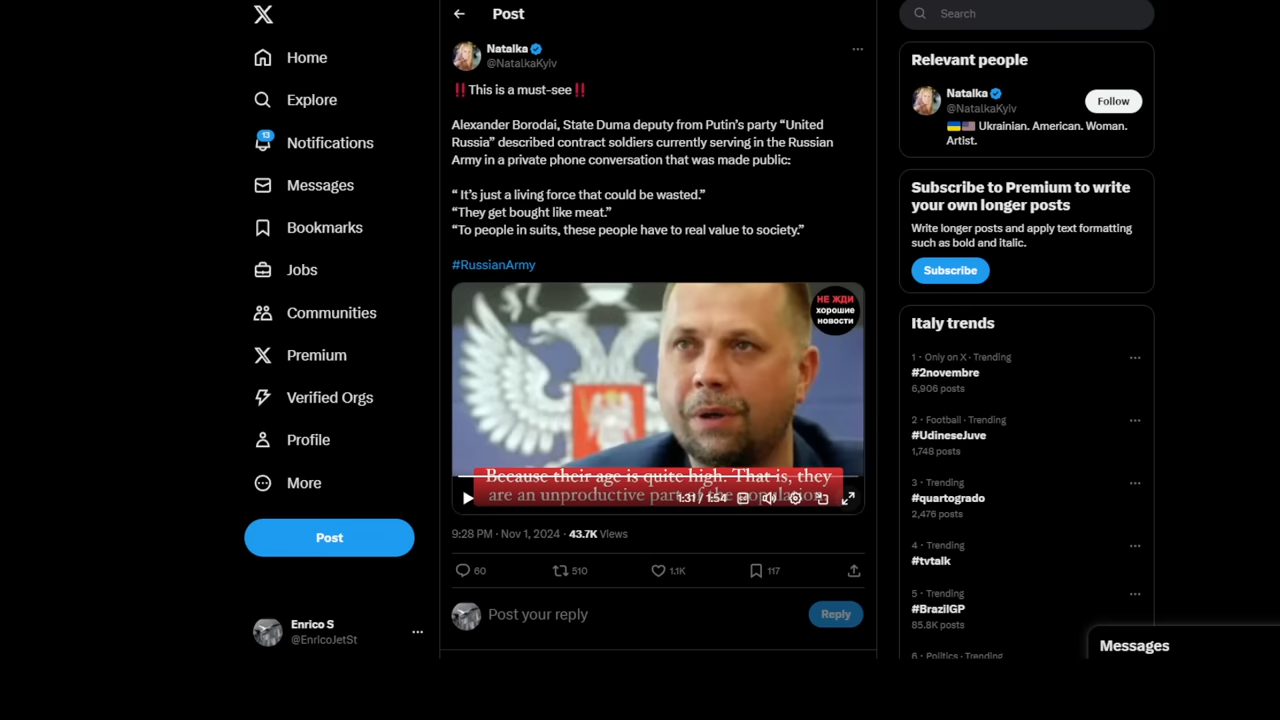 Home
Explore
13
Notifications
Messages
Bookmarks
Jobs
Communities
Premium
Verified Orgs
Profile
More
Post
Enrico S
@EnricoJetSt
Post
Natalka
@NatalkaKyiv
‼️This is a must-see‼️
Alexander Borodai, State Duma deputy from Putin’s party “United
Russia” described contract soldiers currently serving in the Russian
Army in a private phone conversation that was made public:
“ It’s just a living force that could be wasted.”
“They get bought like meat.”
“To people in suits, these people have to real value to society.”
#RussianArmy
НЕ ЖДИ
хорошие
новости
Because their age is quite high. That is, they
are an unproductive part of the population
1:31 / 1:54
9:28 PM · Nov 1, 2024 · 43.7K Views
60
510
1.1K
117
Post your reply
Reply
Search
Relevant people
Natalka
@NatalkaKyiv
Follow
🇺🇦🇺🇸 Ukrainian. American. Woman.
Artist.
Subscribe to Premium to write
your own longer posts
Write longer posts and apply text formatting
such as bold and italic.
Subscribe
Italy trends
1 · Only on X · Trending
#2novembre
6,906 posts
2 · Football · Trending
#UdineseJuve
1,748 posts
3 · Trending
#quartogrado
2,476 posts
4 · Trending
#tvtalk
5 · Trending
#BrazilGP
85.8K posts
6 · Politics · Trending
Messages